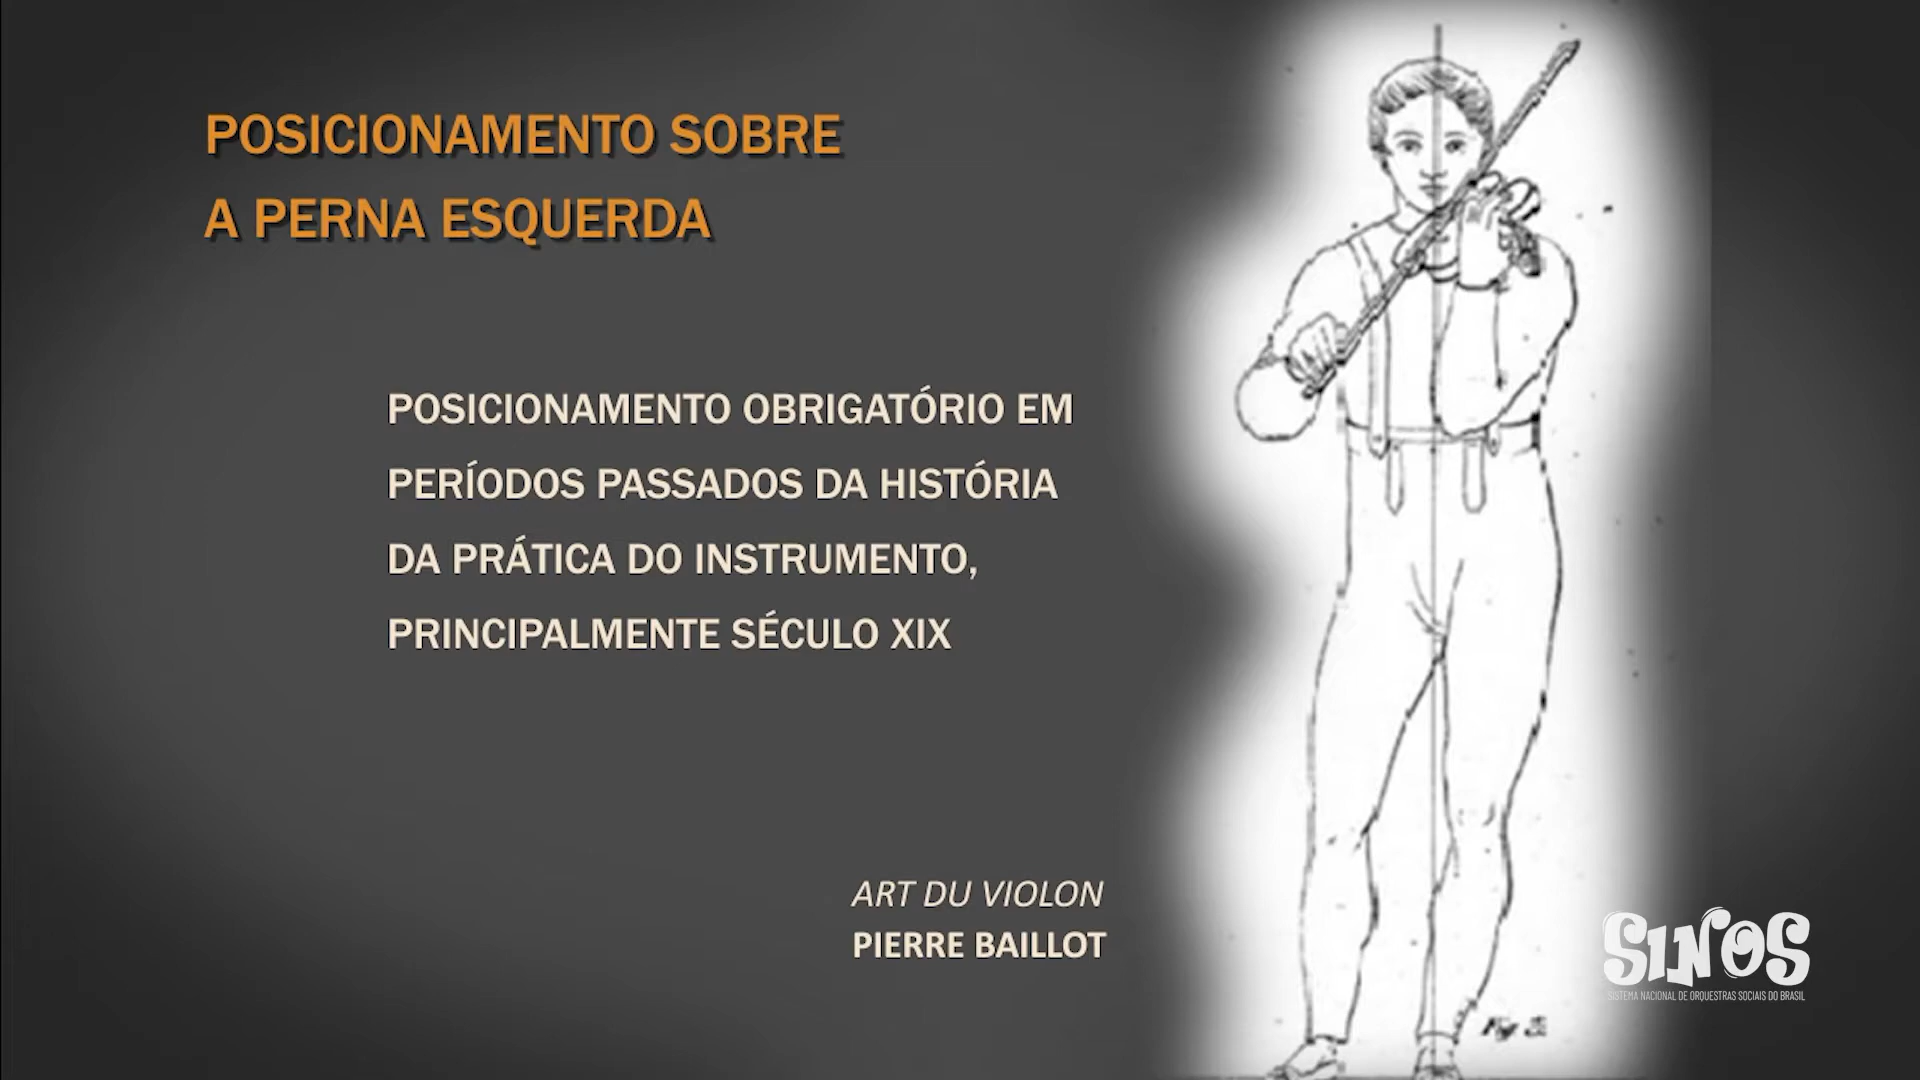 POSICIONAMENTO SOBRE
A PERNA ESQUERDA
POSICIONAMENTO OBRIGATÓRIO EM
PERÍODOS PASSADOS DA HISTÓRIA
DA PRÁTICA DO INSTRUMENTO,
PRINCIPALMENTE SÉCULO XIX
ART DU VIOLON
PIERRE BAILLOT
SINOS
SISTEMA NACIONAL DE ORQUESTRAS SOCIAIS DO BRASIL
Fig